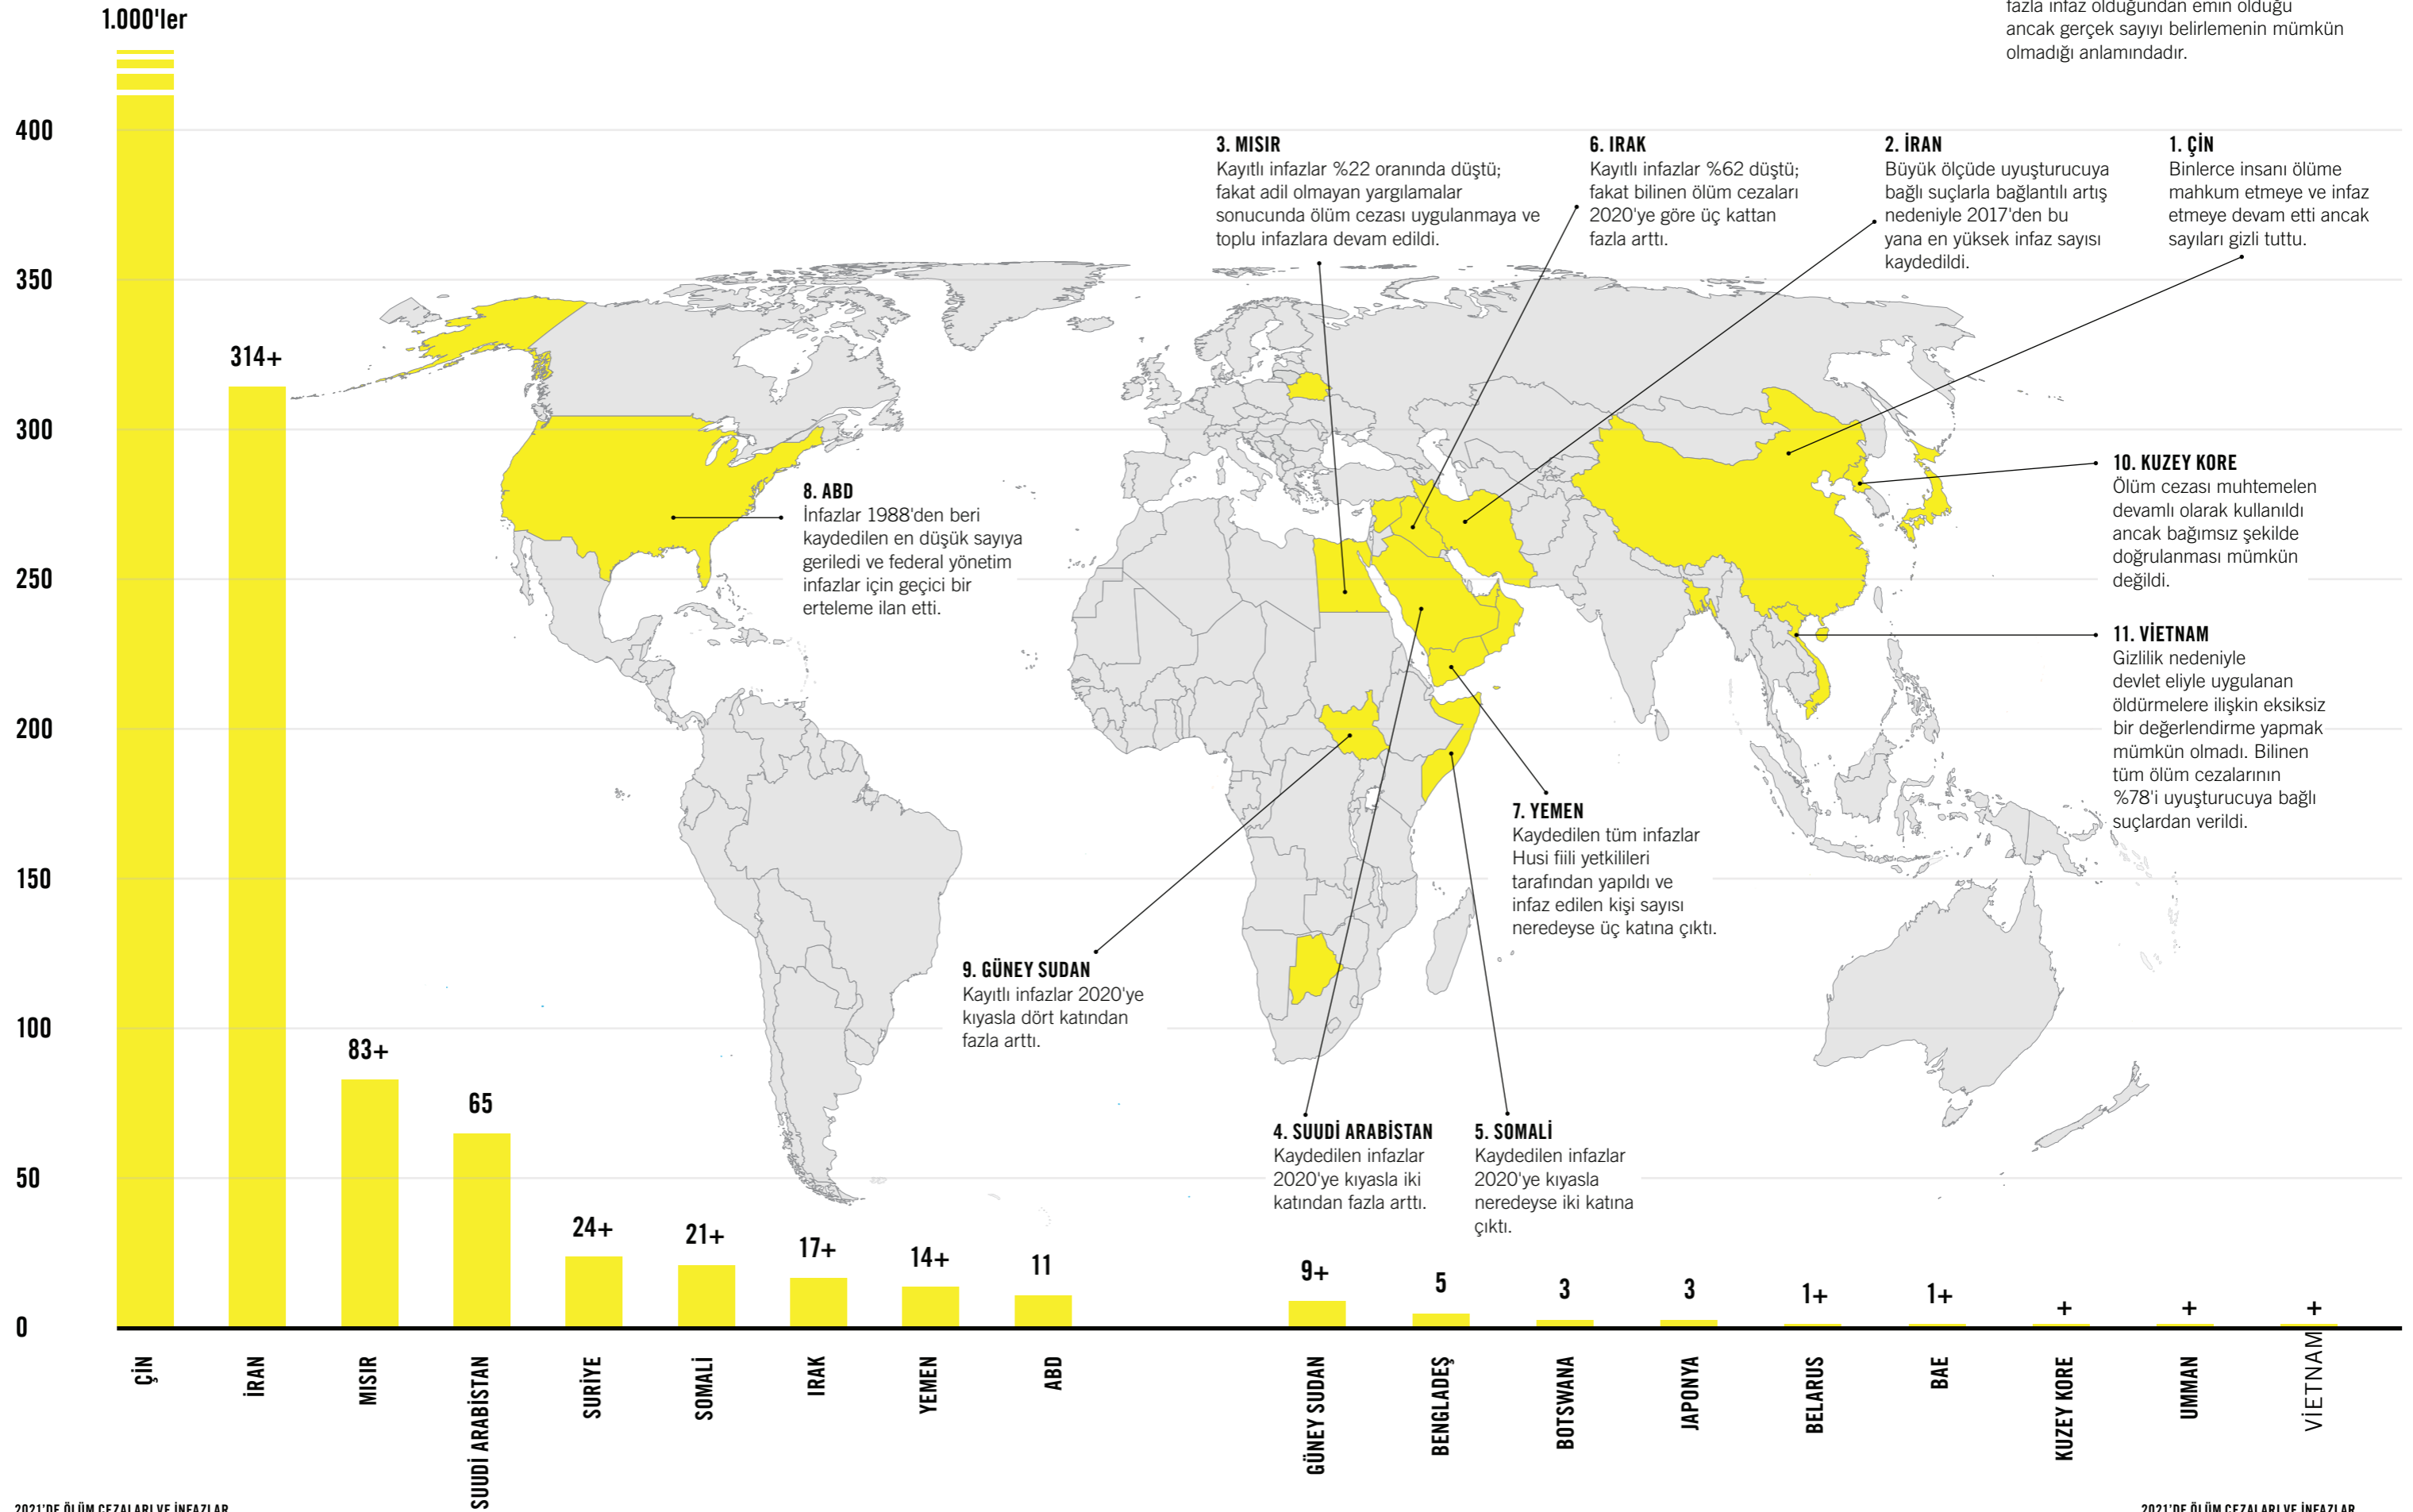 1.000'ler
fazla infaz olduğundan emin olduğu
ancak gerçek sayıyı belirlemenin mümkün
olmadığı anlamındadır.
400
350
300
250
200
150
100
50
0
3. MISIR
Kayıtlı infazlar %22 oranında düştü;
fakat adil olmayan yargılamalar
sonucunda ölüm cezası uygulanmaya ve
toplu infazlara devam edildi.
6. IRAK
Kayıtlı infazlar %62 düştü;
fakat bilinen ölüm cezaları
2020'ye göre üç kattan
fazla arttı.
2. İRAN
Büyük ölçüde uyuşturucuya
bağlı suçlarla bağlantılı artış
nedeniyle 2017'den bu
yana en yüksek infaz sayısı
kaydedildi.
1. ÇİN
Binlerce insanı ölüme
mahkum etmeye ve infaz
etmeye devam etti ancak
sayıları gizli tuttu.
8. ABD
İnfazlar 1988'den beri
kaydedilen en düşük sayıya
geriledi ve federal yönetim
infazlar için geçici bir
erteleme ilan etti.
10. KUZEY KORE
Ölüm cezası muhtemelen
devamlı olarak kullanıldı
ancak bağımsız şekilde
doğrulanması mümkün
değildi.
11. VİETNAM
Gizlilik nedeniyle
devlet eliyle uygulanan
öldürmelere ilişkin eksiksiz
bir değerlendirme yapmak
mümkün olmadı. Bilinen
tüm ölüm cezalarının
%78'i uyuşturucuya bağlı
suçlardan verildi.
7. YEMEN
Kaydedilen tüm infazlar
Husi fiili yetkilileri
tarafından yapıldı ve
infaz edilen kişi sayısı
neredeyse üç katına çıktı.
9. GÜNEY SUDAN
Kayıtlı infazlar 2020'ye
kıyasla dört katından
fazla arttı.
4. SUUDİ ARABİSTAN
Kaydedilen infazlar
2020'ye kıyasla iki
katından fazla arttı.
5. SOMALİ
Kaydedilen infazlar
2020'ye kıyasla
neredeyse iki katına
çıktı.
314+
83+
65
24+
21+
17+
14+
11
9+
5
3
3
1+
1+
+
+
+
ÇİN
İRAN
MISIR
SUUDİ ARABİSTAN
SURİYE
SOMALİ
IRAK
YEMEN
ABD
GÜNEY SUDAN
BENGLADEŞ
BOTSWANA
JAPONYA
BELARUS
BAE
KUZEY KORE
UMMAN
VİETNAM
2021'DE ÖLÜM CEZALARI VE İNFAZLAR
2021'DE ÖLÜM CEZALARI VE İNFAZLAR